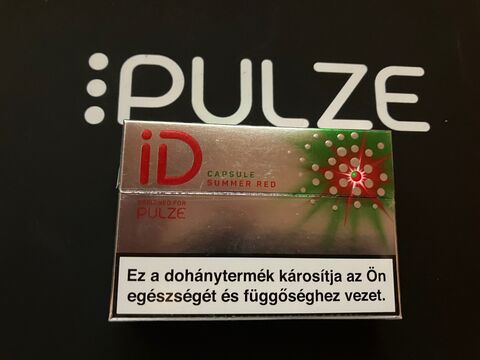 PULZE
iD
CAPSULE
SUMMER RED
DESIGNED FOR
PULZE
Ez a dohánytermék károsítja az Ön
egészségét és függőséghez vezet.